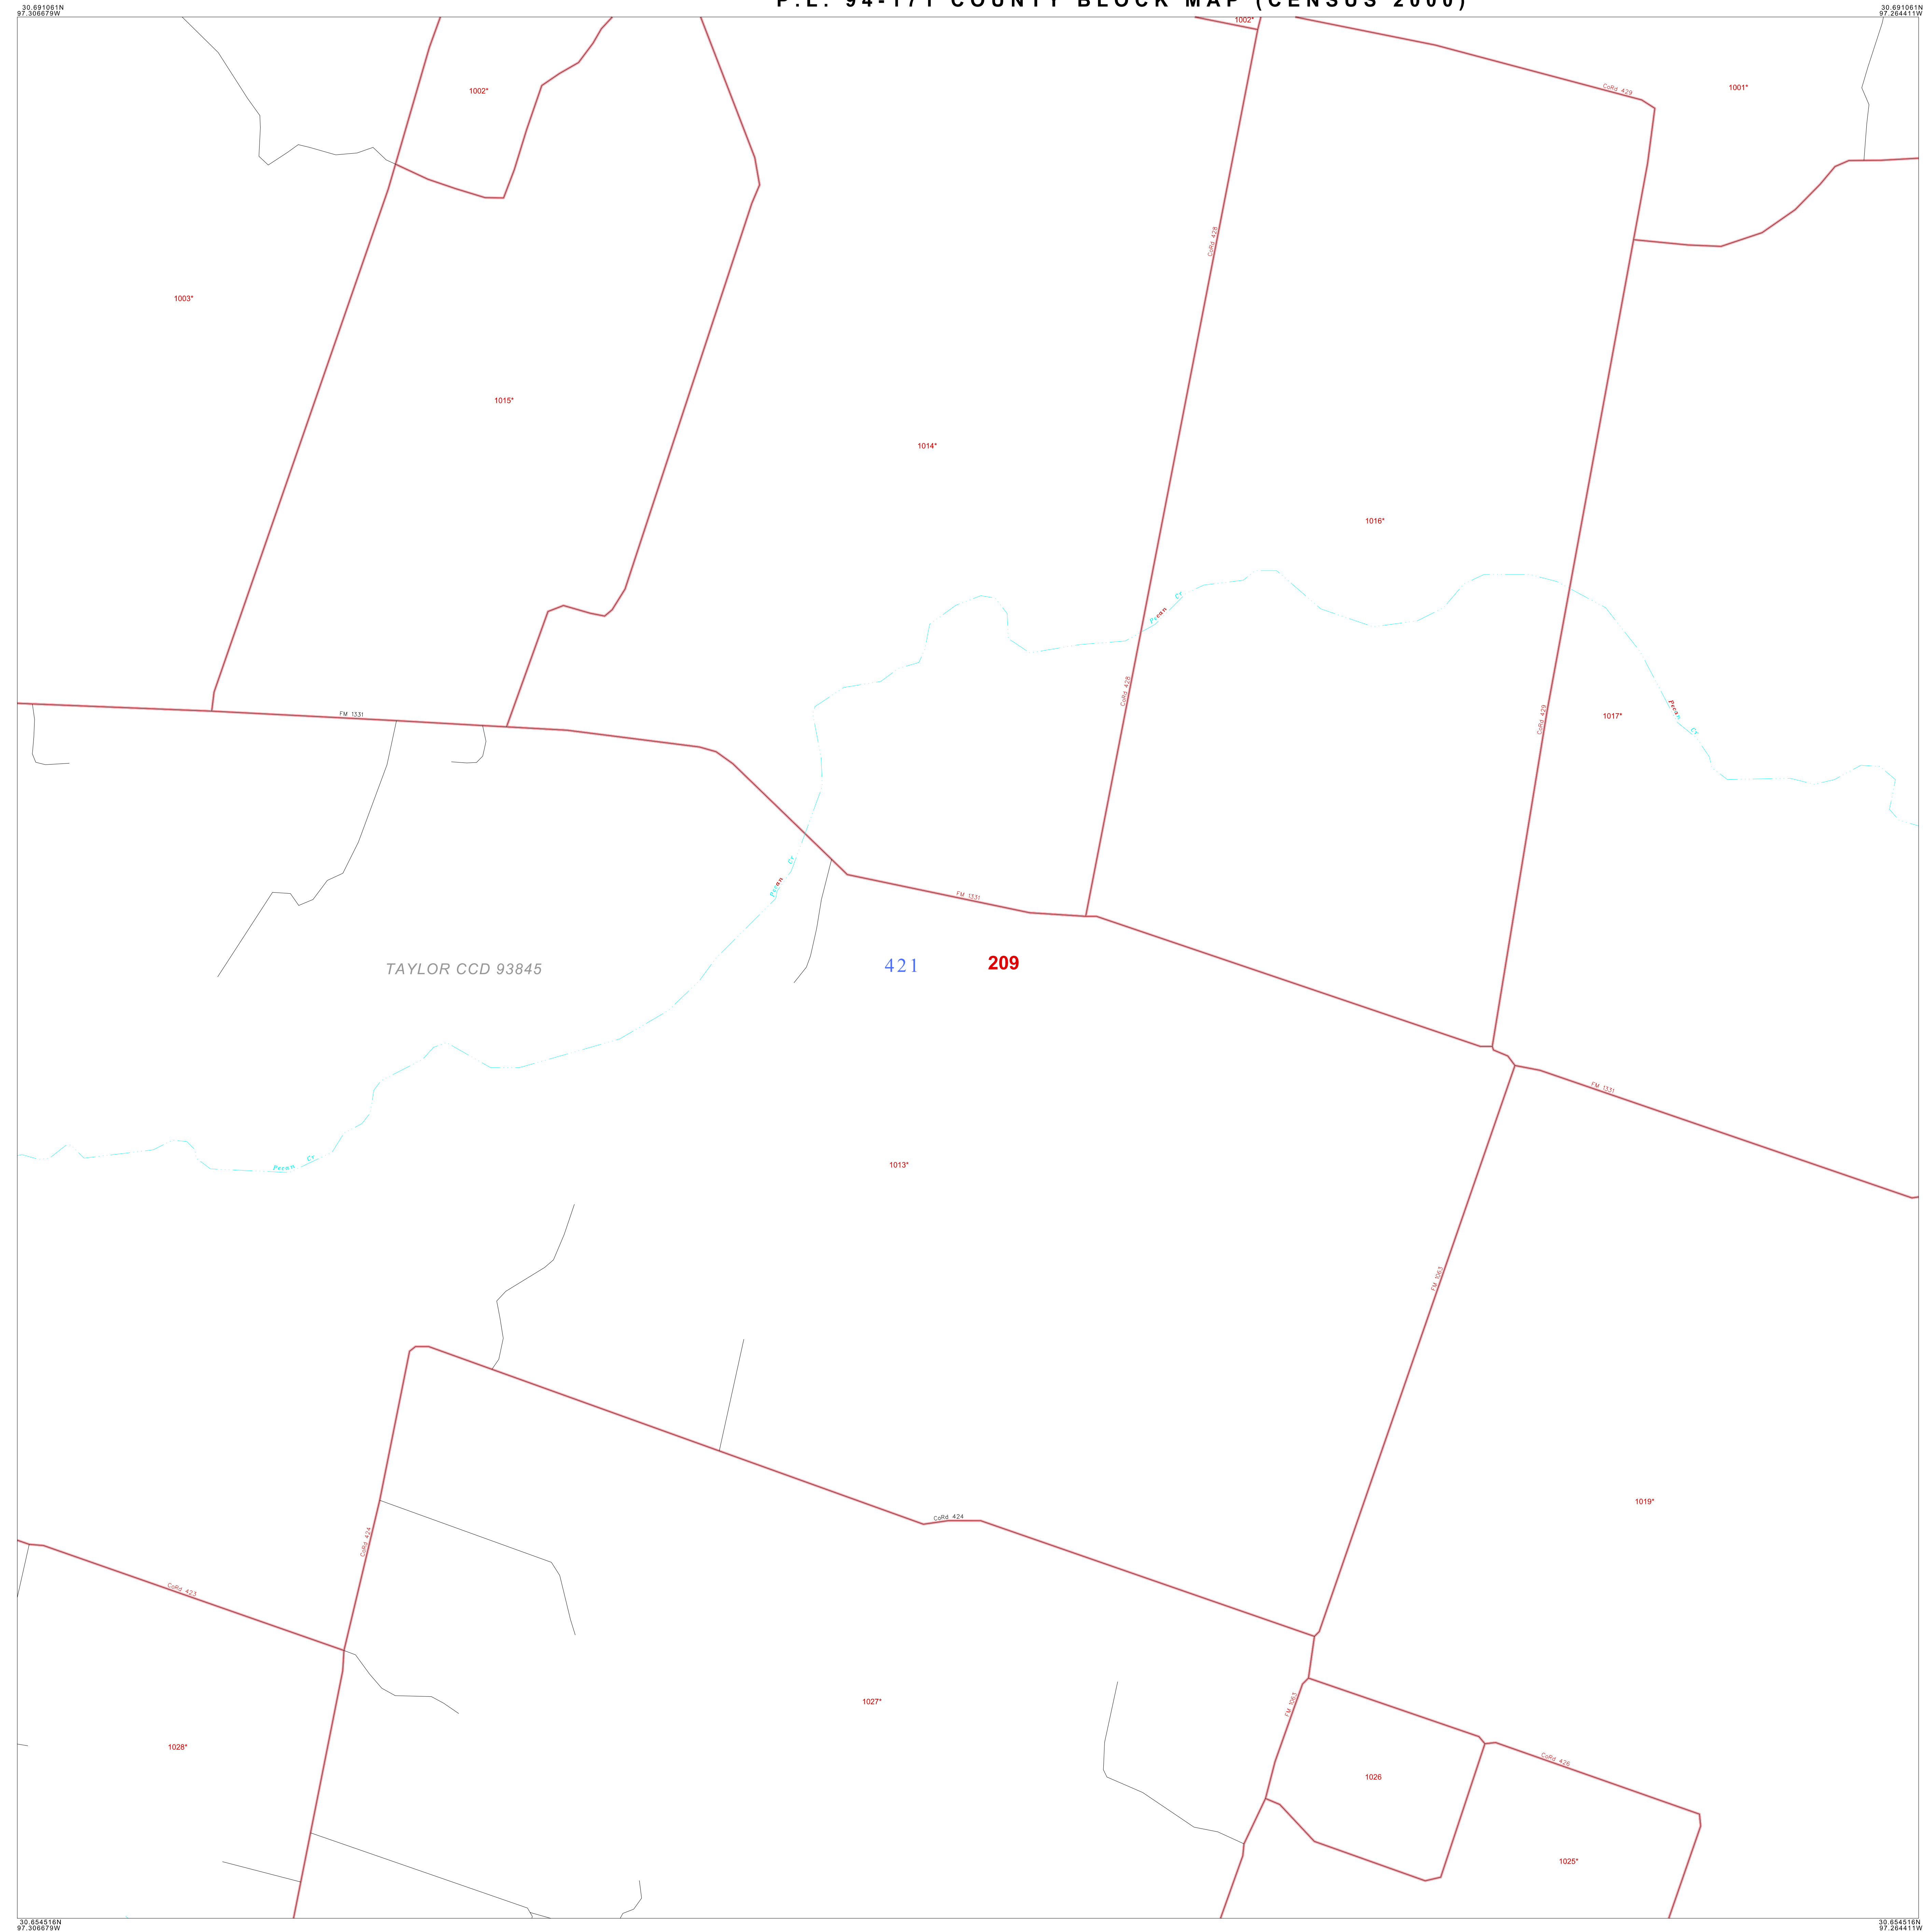 P.L. 94-171 COUNTY BLOCK MAP (CENSUS 2000)
30.691061N
97.306679W
30.691061N
97.264411W
1002*
1002*
1001*
CoRd 429
CoRd 428
1003*
1015*
1014*
1016*
Pecan Cr
CoRd 428
CoRd 429
1017*
Pecan Cr
FM 1331
Pecan Cr
FM 1331
TAYLOR CCD 93845
421
209
FM 1331
Pecan Cr
1013*
FM 1063
1019*
CoRd 424
CoRd 424
CoRd 423
1027*
FM 1063
1028*
CoRd 426
1026
1025*
30.654516N
97.306679W
30.654516N
97.264411W